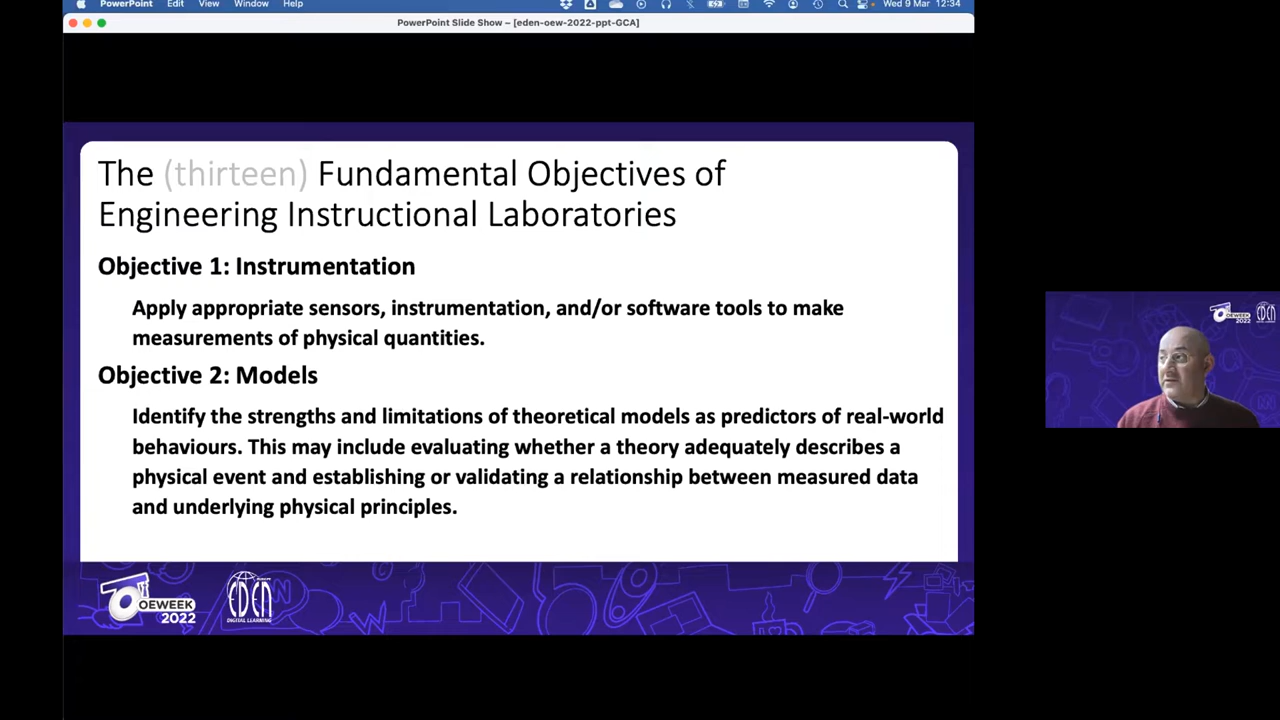 PowerPoint Edit View Window Help Wed 9 Mar 12:34
PowerPoint Slide Show – [eden-oew-2022-ppt-GCA]
The (thirteen) Fundamental Objectives of
Engineering Instructional Laboratories
Objective 1: Instrumentation
Apply appropriate sensors, instrumentation, and/or software tools to make
measurements of physical quantities.
Objective 2: Models
Identify the strengths and limitations of theoretical models as predictors of real-world
behaviours. This may include evaluating whether a theory adequately describes a
physical event and establishing or validating a relationship between measured data
and underlying physical principles.
OEWEEK
2022
EDEN
DIGITAL LEARNING
OEWEEK
2022
EDEN